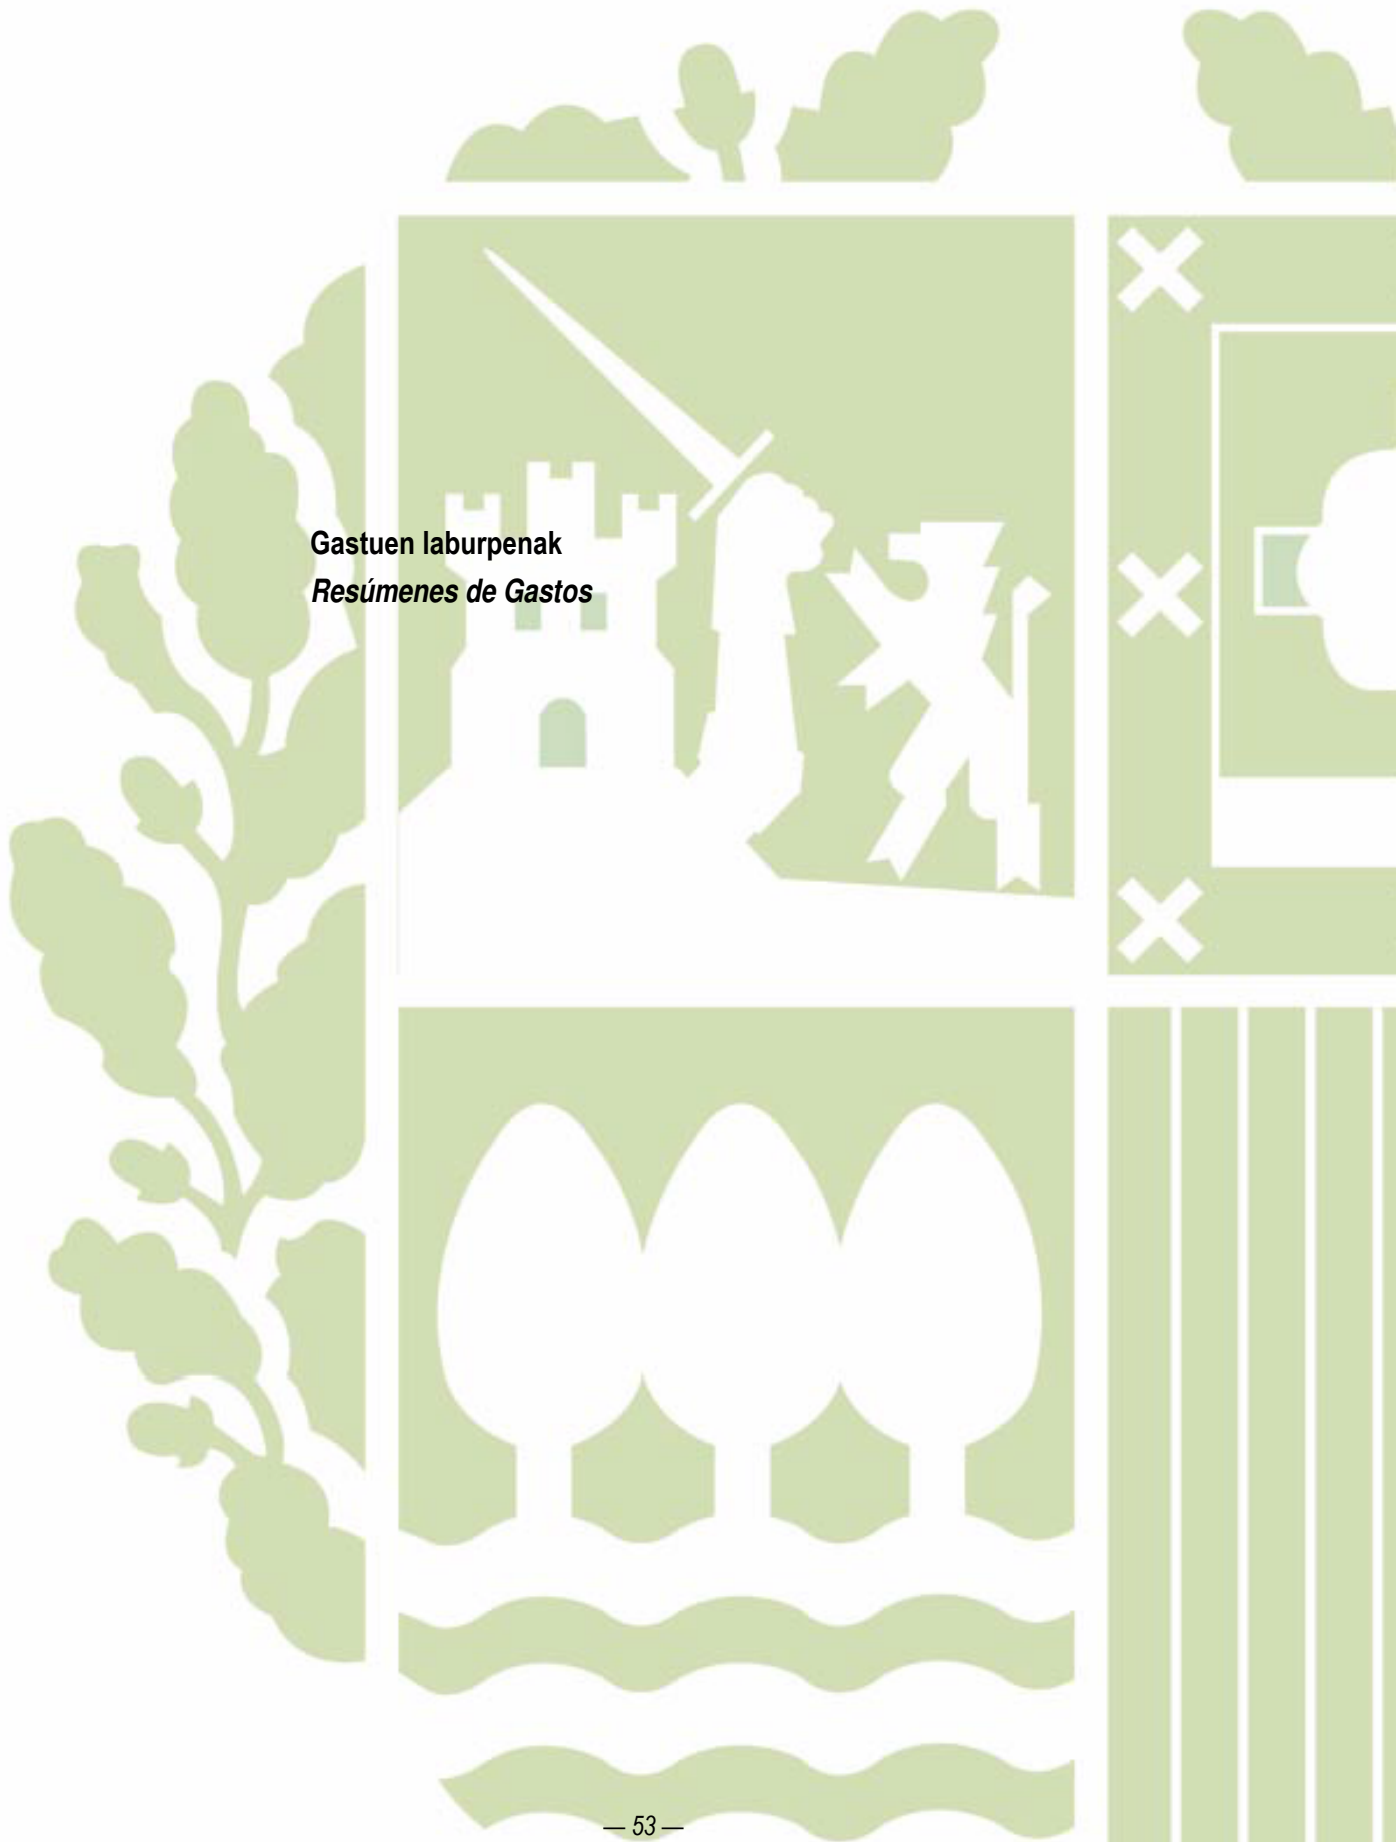 Gastuen laburpenak
Resúmenes de Gastos
— 53 —